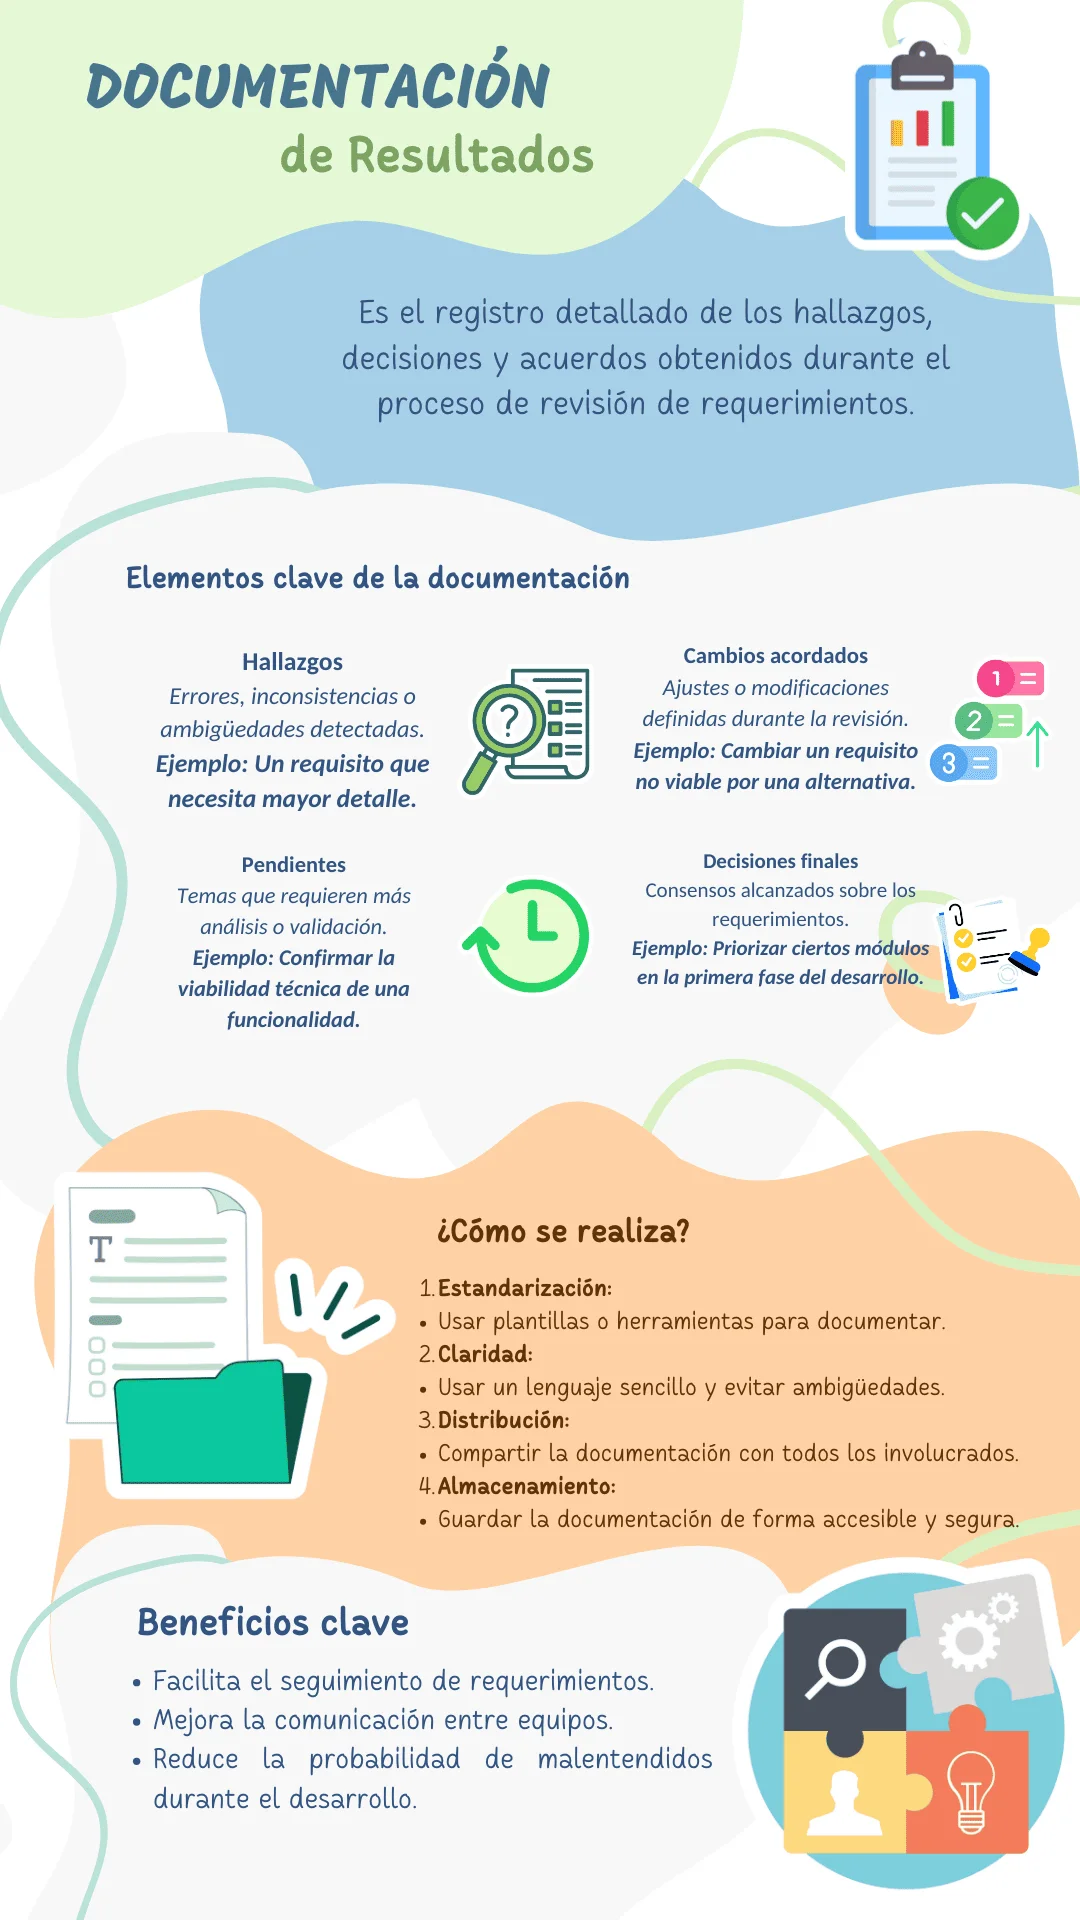 DOCUMENTACIÓN
de Resultados
Es el registro detallado de los hallazgos,
decisiones y acuerdos obtenidos durante el
proceso de revisión de requerimientos.
Elementos clave de la documentación
Hallazgos
Errores, inconsistencias o
ambigüedades detectadas.
Ejemplo: Un requisito que
necesita mayor detalle.
?
Cambios acordados
Ajustes o modificaciones
definidas durante la revisión.
Ejemplo: Cambiar un requisito
no viable por una alternativa.
1
2
3
Pendientes
Temas que requieren más
análisis o validación.
Ejemplo: Confirmar la
viabilidad técnica de una
funcionalidad.
Decisiones finales
Consensos alcanzados sobre los
requerimientos.
Ejemplo: Priorizar ciertos módulos
en la primera fase del desarrollo.
T
¿Cómo se realiza?
1. Estandarización:
• Usar plantillas o herramientas para documentar.
2. Claridad:
• Usar un lenguaje sencillo y evitar ambigüedades.
3. Distribución:
• Compartir la documentación con todos los involucrados.
4. Almacenamiento:
• Guardar la documentación de forma accesible y segura.
Beneficios clave
• Facilita el seguimiento de requerimientos.
• Mejora la comunicación entre equipos.
• Reduce la probabilidad de malentendidos
durante el desarrollo.